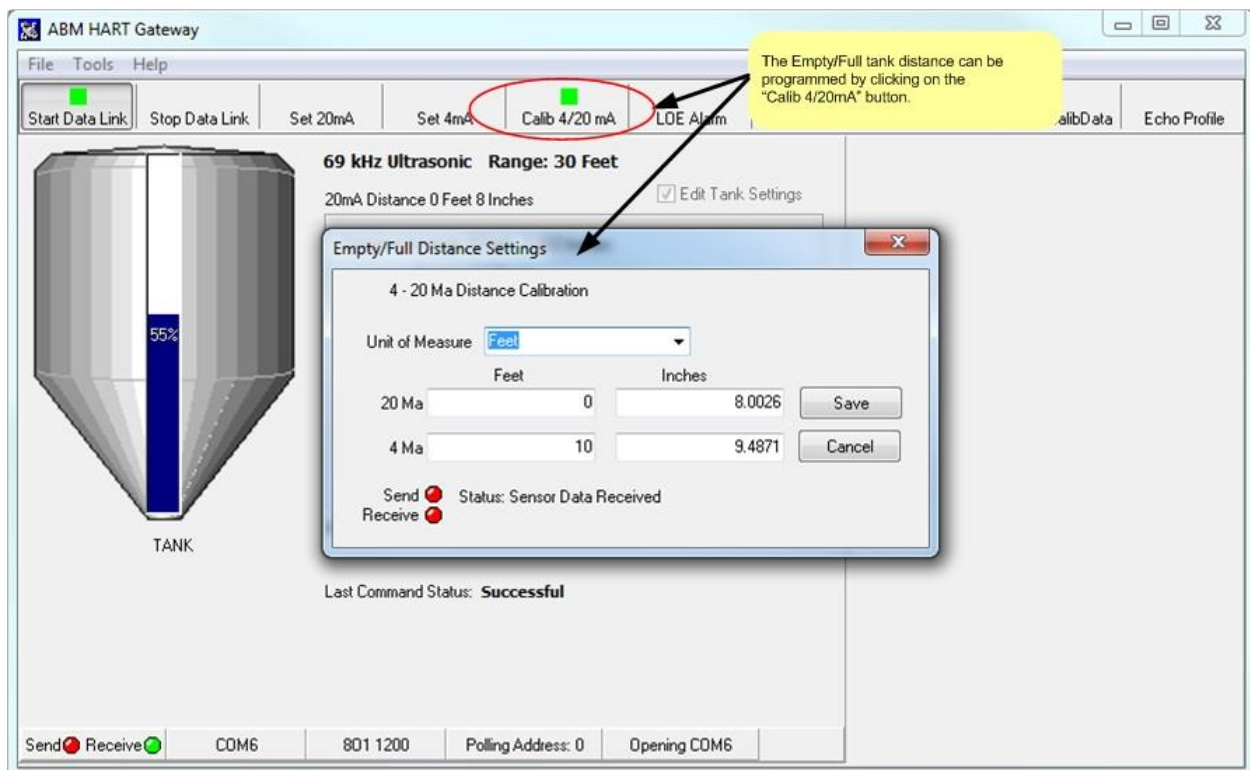 ABM HART Gateway
File Tools Help
The Empty/Full tank distance can be
programmed by clicking on the
“Calib 4/20mA” button.
Start Data Link Stop Data Link Set 20mA Set 4mA Calib 4/20 mA LOE Alarm alibData Echo Profile
69 kHz Ultrasonic Range: 30 Feet
20mA Distance 0 Feet 8 Inches Edit Tank Settings
Empty/Full Distance Settings
4 - 20 Ma Distance Calibration
Unit of Measure Feet
Feet Inches
20 Ma 0 8.0026 Save
4 Ma 10 9.4871 Cancel
Send Status: Sensor Data Received
Receive
55%
TANK
Last Command Status: Successful
Send Receive COM6 8O1 1200 Polling Address: 0 Opening COM6